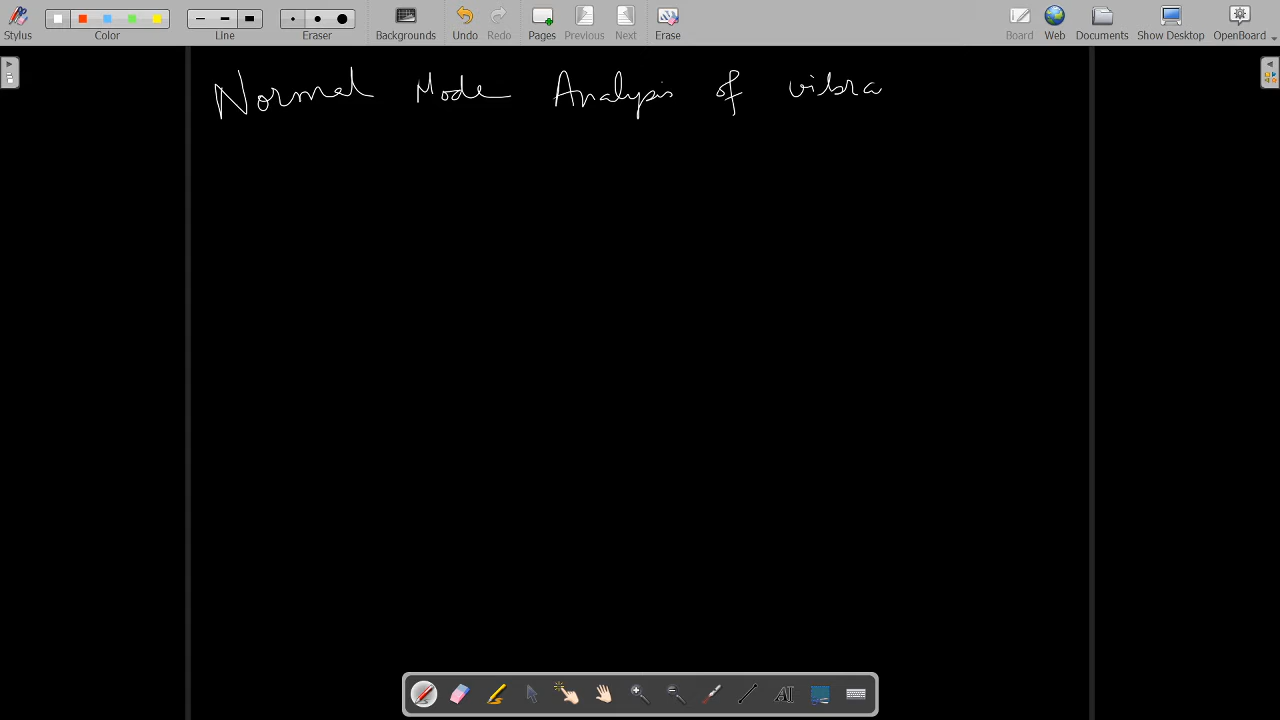 Stylus
Color
Line
Eraser
Backgrounds
Undo
Redo
Pages
Previous
Next
Erase
Board
Web
Documents
Show Desktop
OpenBoard
Normal Mode Analysis of vibra
AI